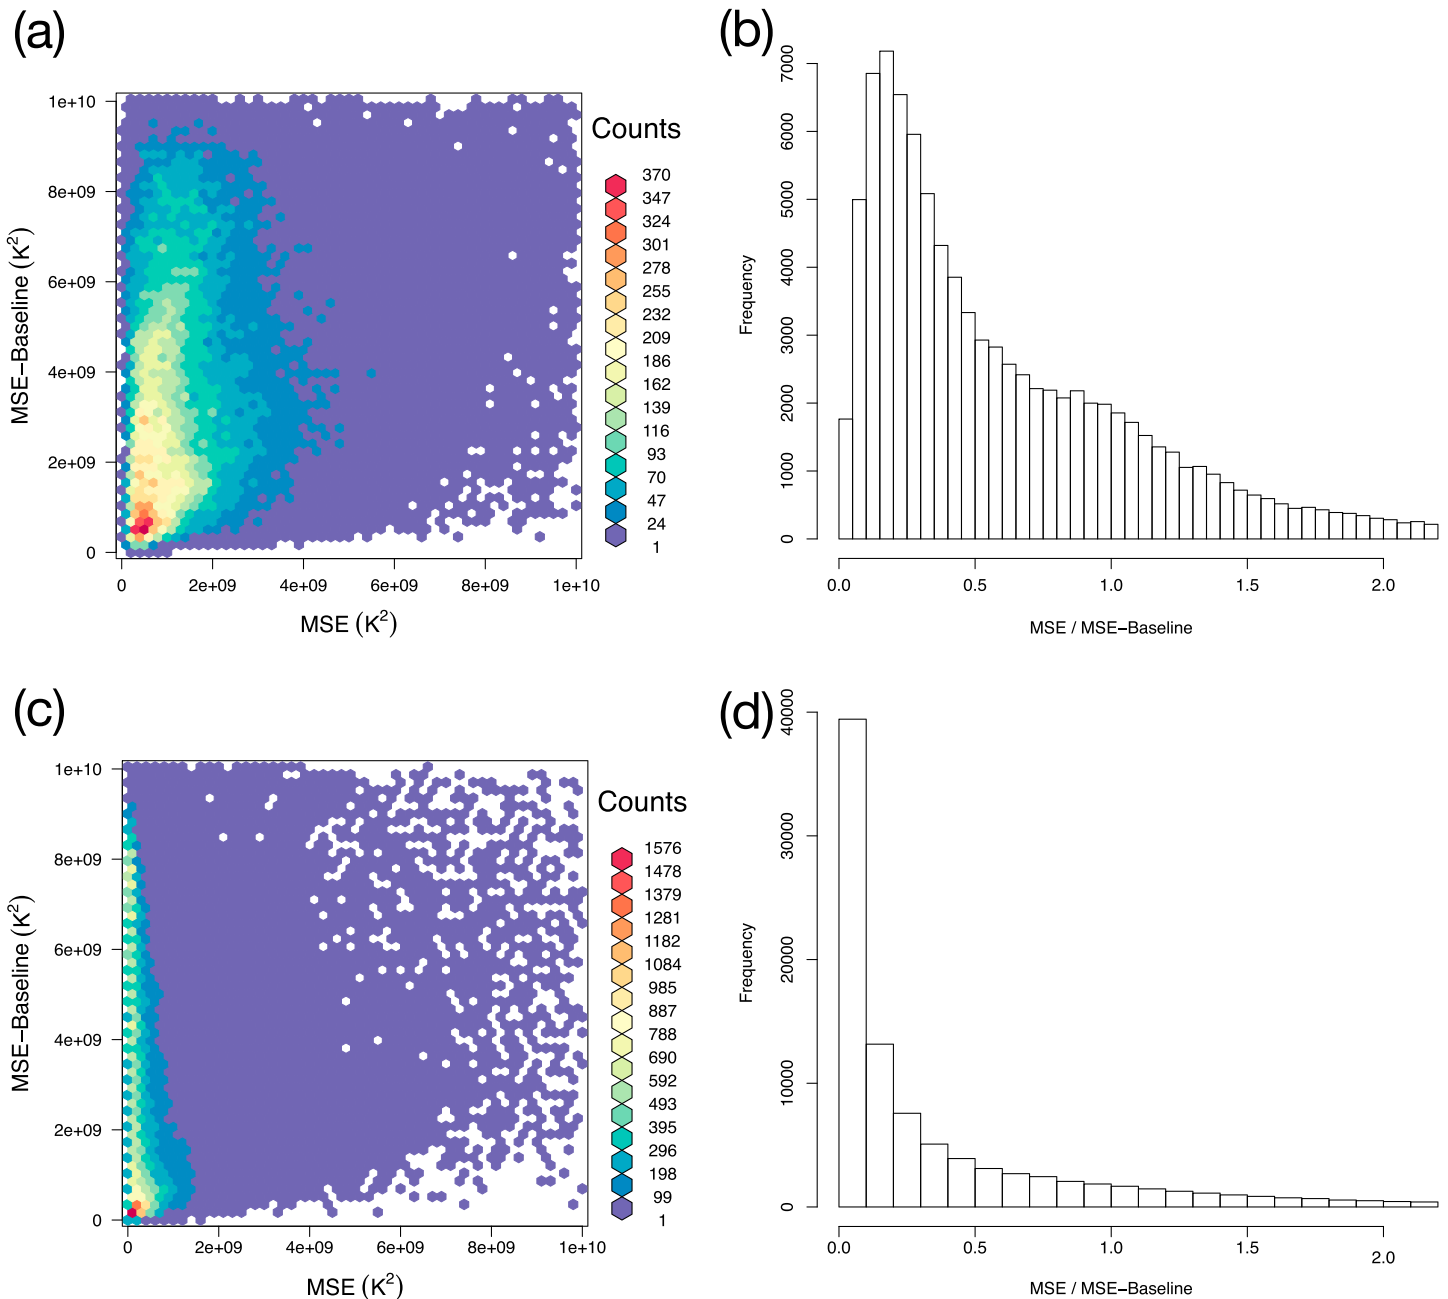 (a)
MSE−Baseline (K²)
1e+10
8e+09
6e+09
4e+09
2e+09
0
0 2e+09 4e+09 6e+09 8e+09 1e+10
MSE (K²)
Counts
370
347
324
301
278
255
232
209
186
162
139
116
93
70
47
24
1
(b)
Frequency
7000
6000
5000
4000
3000
2000
1000
0
0.0 0.5 1.0 1.5 2.0
MSE / MSE−Baseline
(c)
MSE−Baseline (K²)
1e+10
8e+09
6e+09
4e+09
2e+09
0
0 2e+09 4e+09 6e+09 8e+09 1e+10
MSE (K²)
Counts
1576
1478
1379
1281
1182
1084
985
887
788
690
592
493
395
296
198
99
1
(d)
Frequency
40000
30000
20000
10000
0
0.0 0.5 1.0 1.5 2.0
MSE / MSE−Baseline